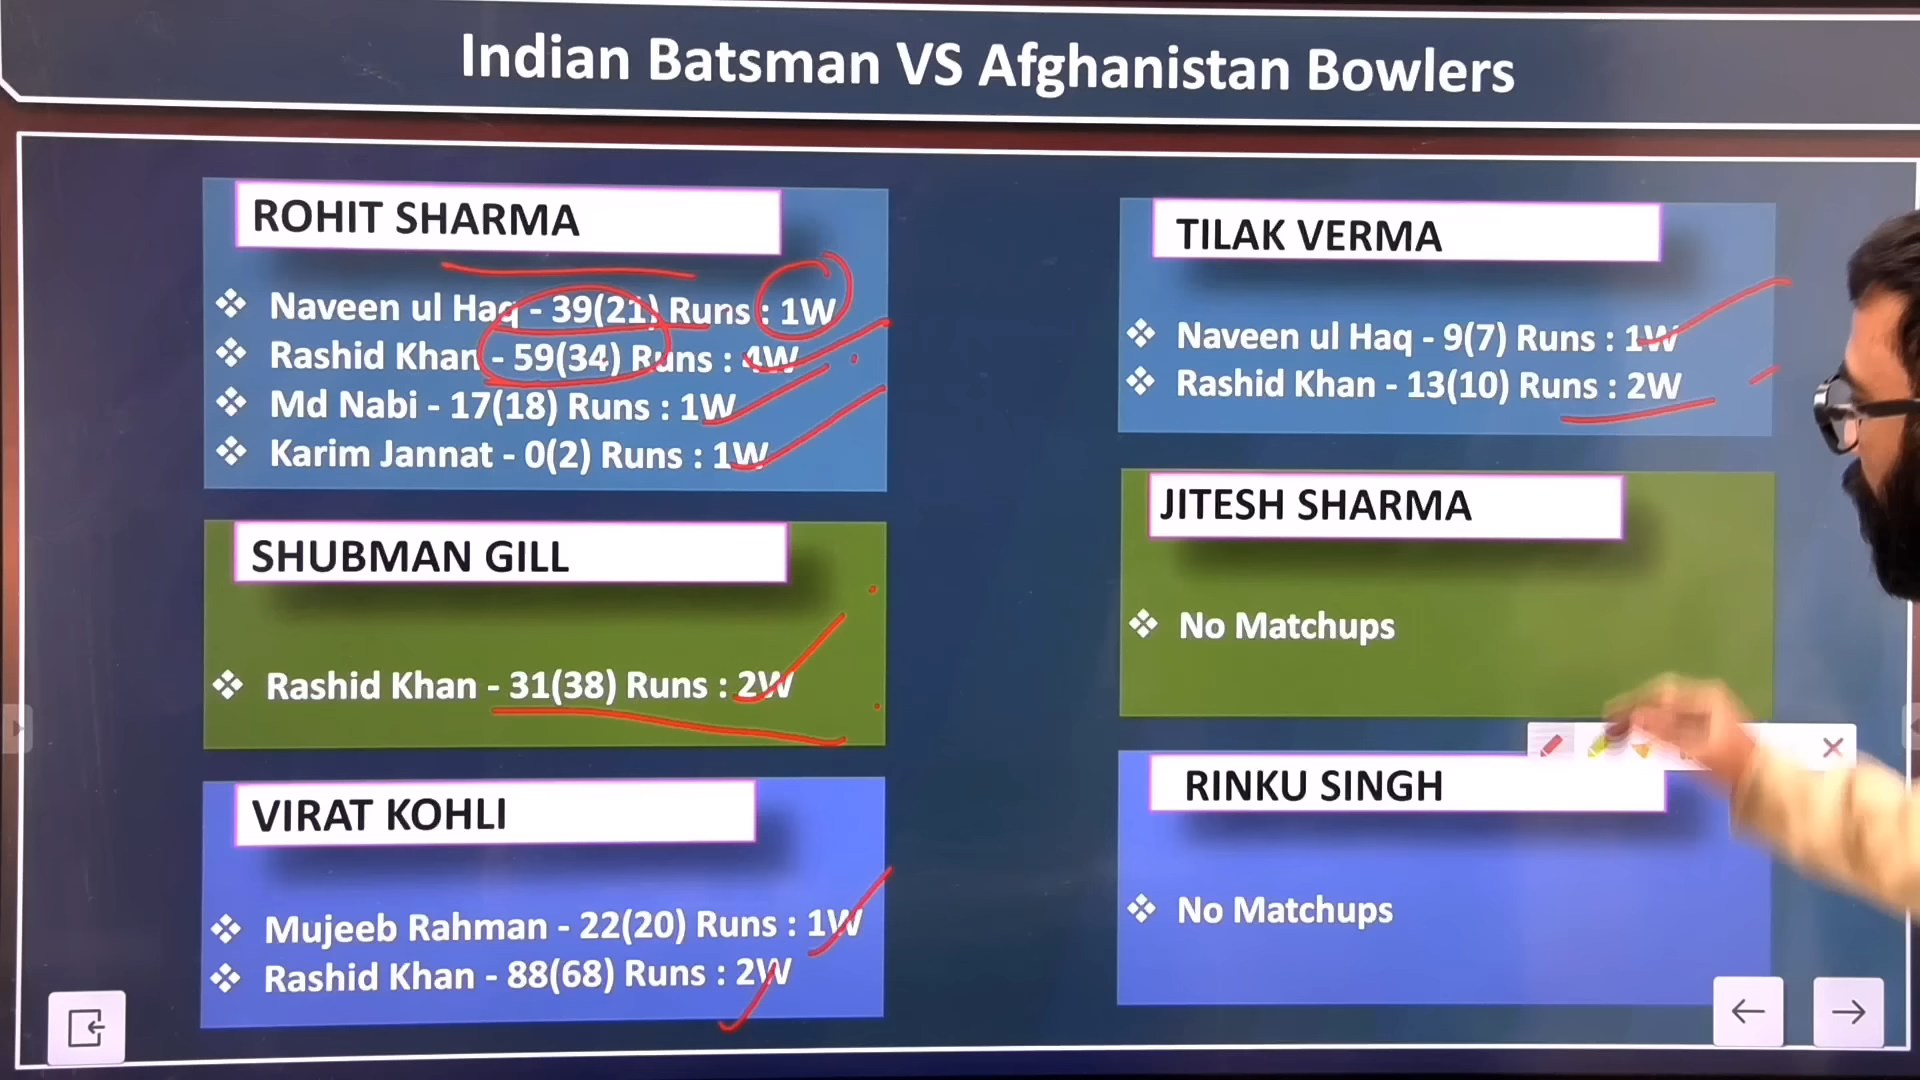 Indian Batsman VS Afghanistan Bowlers
ROHIT SHARMA
Naveen ul Haq - 39(21) Runs : 1W
Rashid Khan - 59(34) Runs : 4W
Md Nabi - 17(18) Runs : 1W
Karim Jannat - 0(2) Runs : 1W
SHUBMAN GILL
Rashid Khan - 31(38) Runs : 2W
VIRAT KOHLI
Mujeeb Rahman - 22(20) Runs : 1W
Rashid Khan - 88(68) Runs : 2W
TILAK VERMA
Naveen ul Haq - 9(7) Runs : 1W
Rashid Khan - 13(10) Runs : 2W
JITESH SHARMA
No Matchups
RINKU SINGH
No Matchups